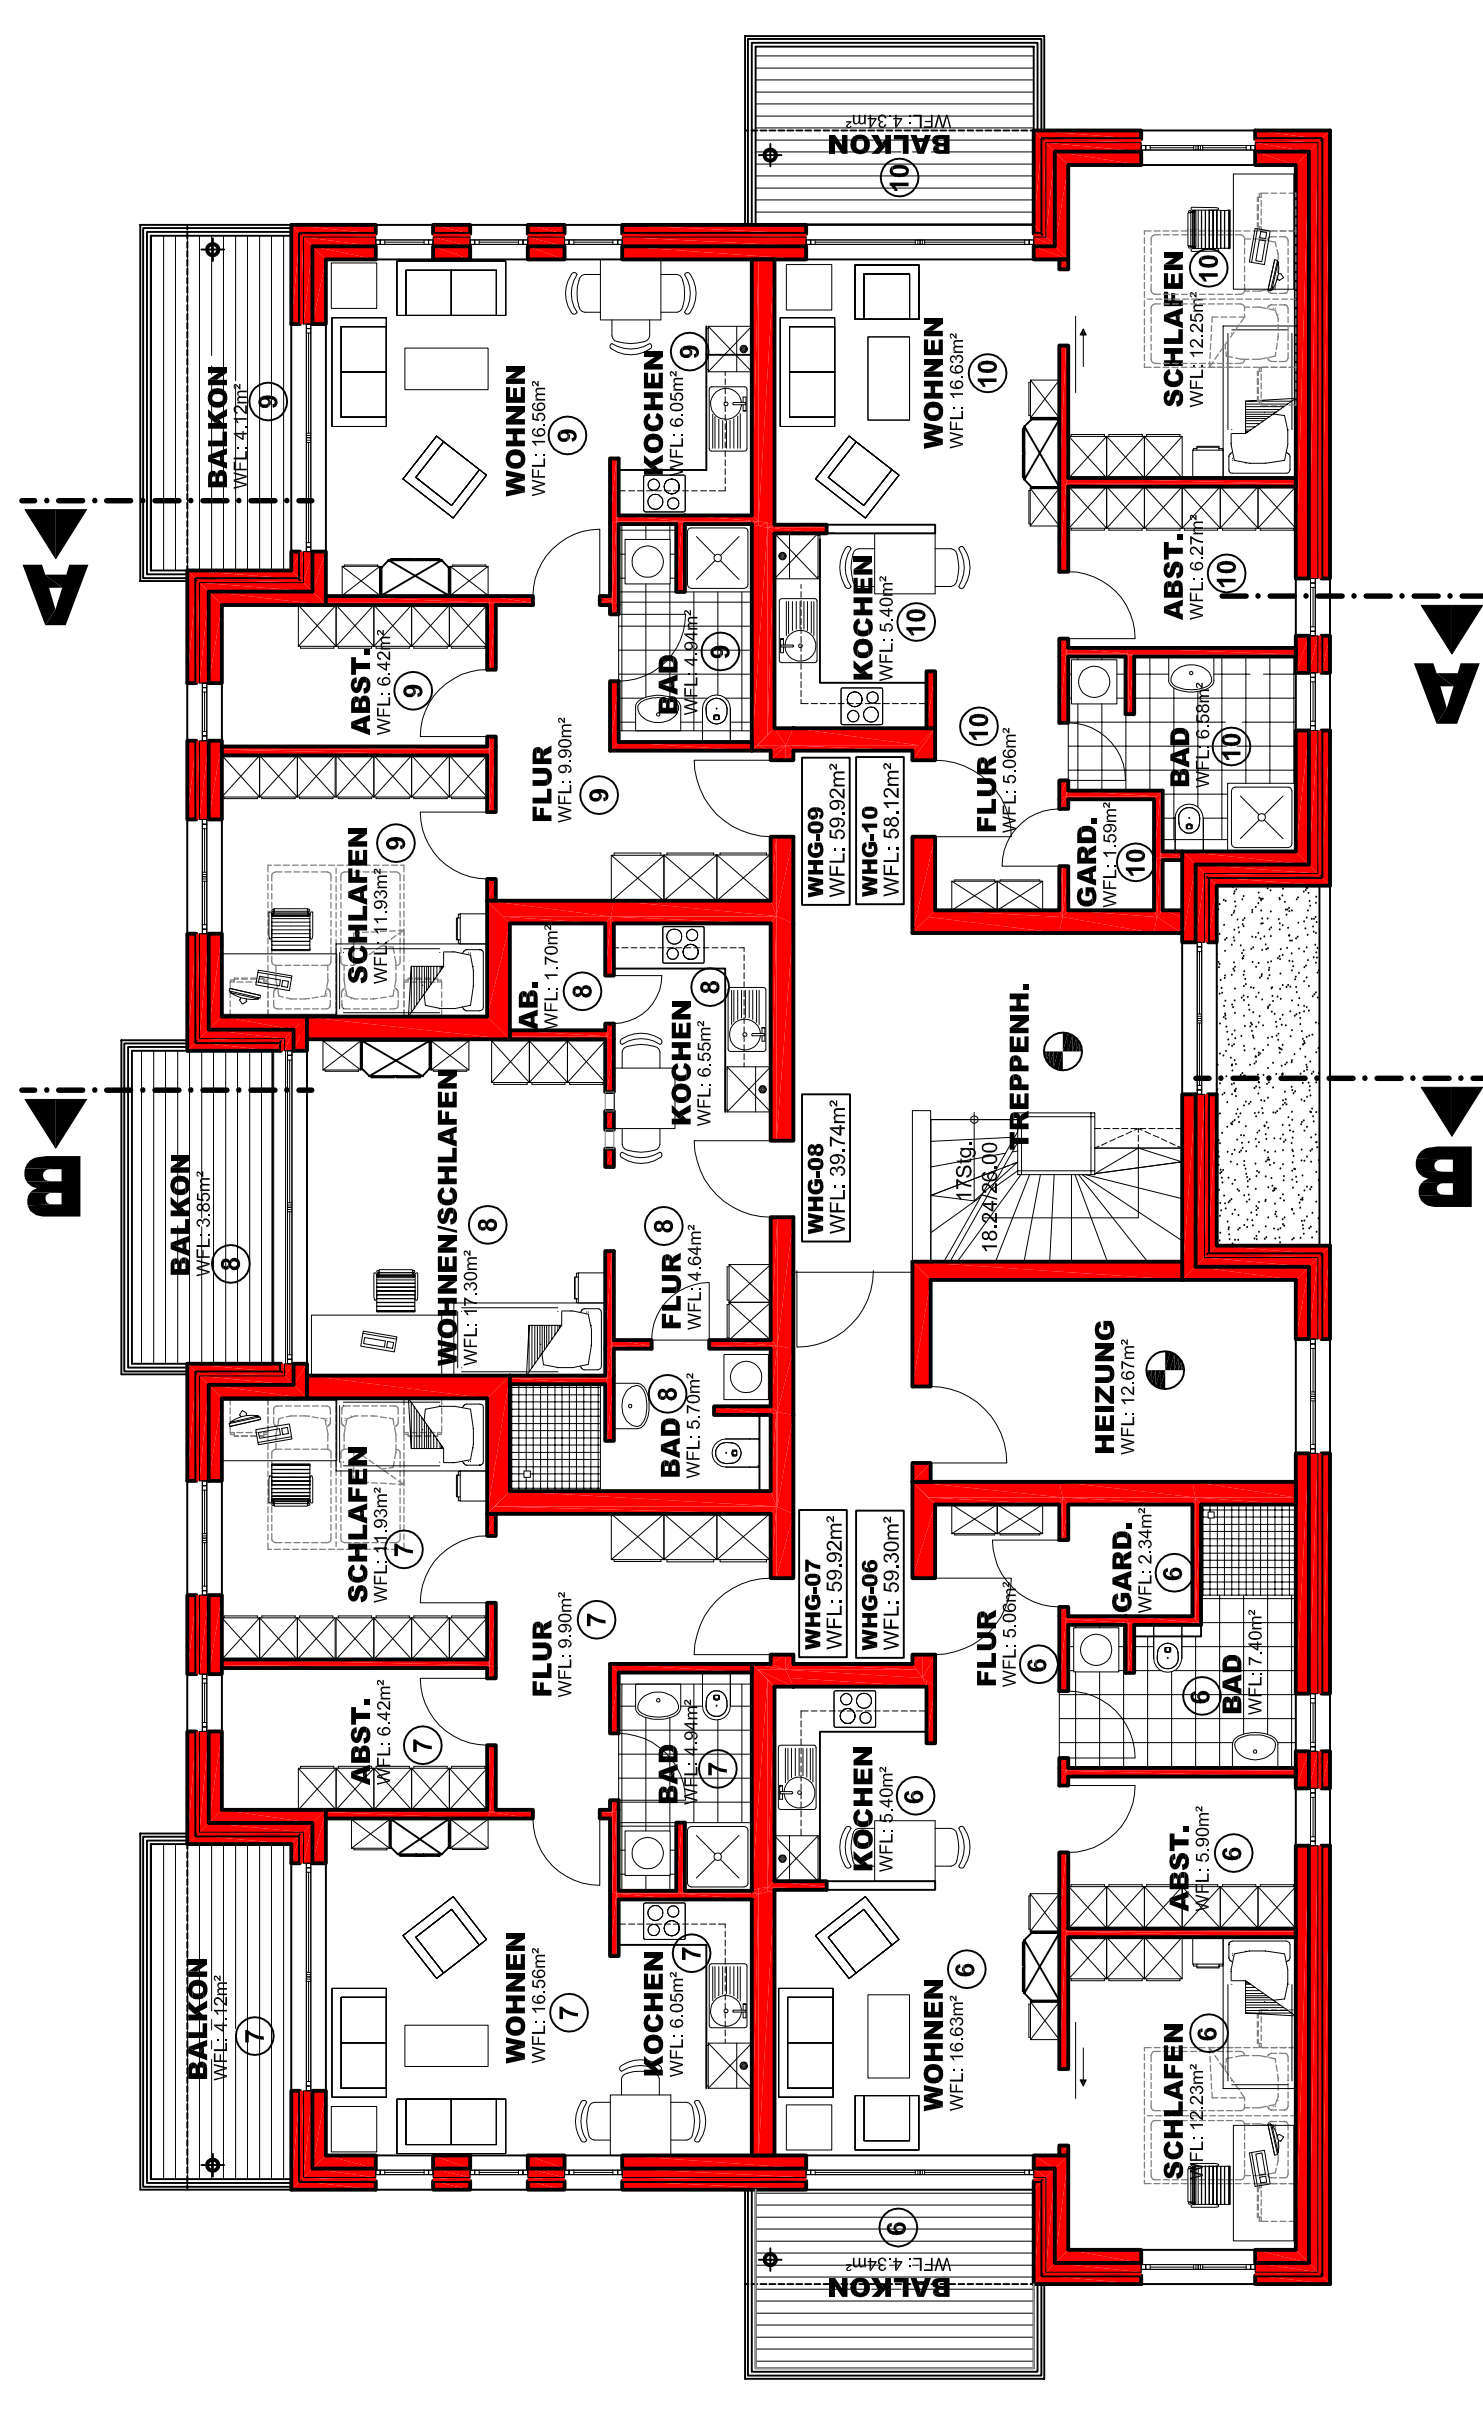 BALKON
WFL: 4.34m²
10
BALKON
WFL: 4.12m²
9
WOHNEN
WFL: 16.56m²
9
KOCHEN
WFL: 6.05m²
9
WOHNEN
WFL: 16.63m²
10
SCHLAFEN
WFL: 12.25m²
10
A
A
ABST.
WFL: 6.42m²
9
BAD
WFL: 4.94m²
9
KOCHEN
WFL: 5.40m²
10
ABST.
WFL: 6.27m²
10
SCHLAFEN
WFL: 11.93m²
9
FLUR
WFL: 9.90m²
9
WHG-09
WFL: 59.92m²
WHG-10
WFL: 58.12m²
FLUR
WFL: 5.06m²
10
GARD.
WFL: 1.59m²
10
BAD
WFL: 6.58m²
10
AB.
WFL: 1.70m²
8
KOCHEN
WFL: 6.55m²
8
TREPPENH.
17Stg.
18.24/26.00
B
B
BALKON
WFL: 3.85m²
8
WOHNEN/SCHLAFEN
WFL: 17.30m²
8
FLUR
WFL: 4.64m²
8
WHG-08
WFL: 39.74m²
BAD
WFL: 5.70m²
8
HEIZUNG
WFL: 12.67m²
SCHLAFEN
WFL: 11.93m²
7
FLUR
WFL: 9.90m²
7
WHG-07
WFL: 59.92m²
WHG-06
WFL: 59.30m²
FLUR
WFL: 5.06m²
6
GARD.
WFL: 2.34m²
6
BAD
WFL: 7.40m²
6
ABST.
WFL: 6.42m²
7
BAD
WFL: 4.94m²
7
KOCHEN
WFL: 5.40m²
6
ABST.
WFL: 5.90m²
6
BALKON
WFL: 4.12m²
7
WOHNEN
WFL: 16.56m²
7
KOCHEN
WFL: 6.05m²
7
WOHNEN
WFL: 16.63m²
6
SCHLAFEN
WFL: 12.23m²
6
6
WFL: 4.34m²
BALKON